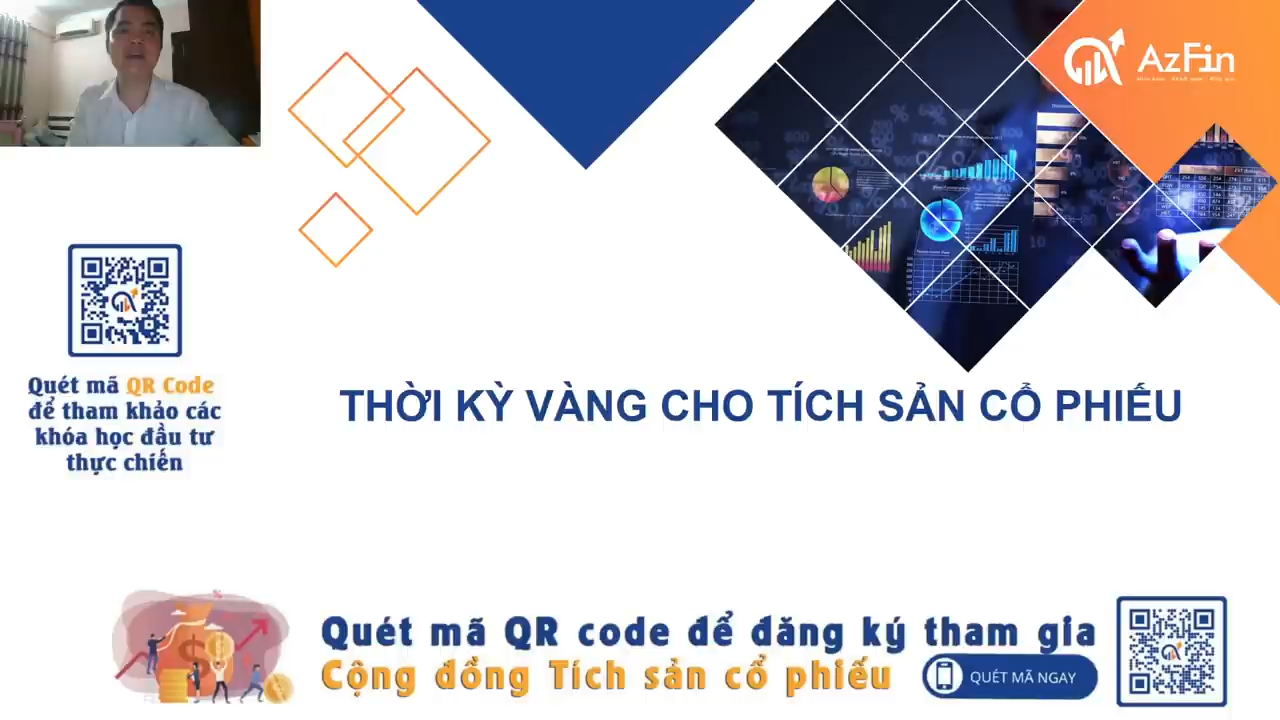 AzFin
Quét mã QR Code
để tham khảo các
khóa học đầu tư
thực chiến
THỜI KỲ VÀNG CHO TÍCH SẢN CỔ PHIẾU
Quét mã QR code để đăng ký tham gia
Cộng đồng Tích sản cổ phiếu
QUÉT MÃ NGAY